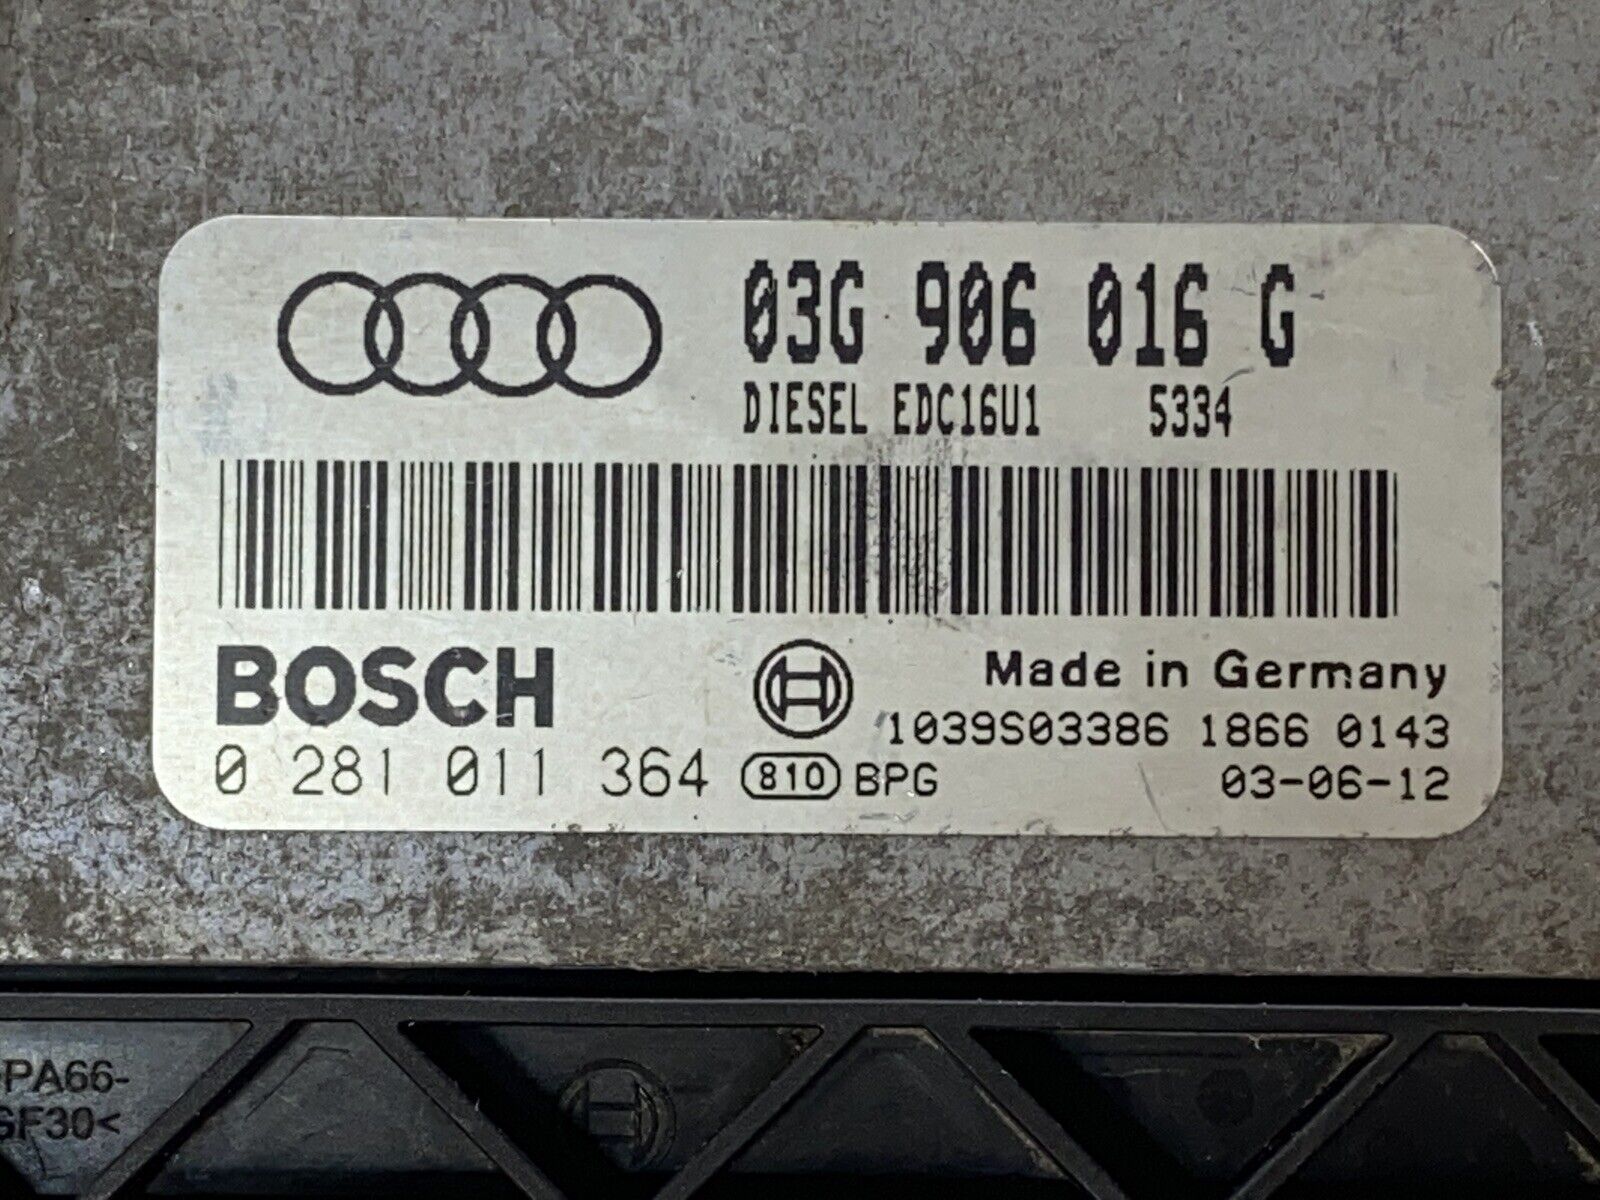 03G 906 016 G
DIESEL EDC16U1 5334
BOSCH
Made in Germany
1039S03386 1866 0143
0 281 011 364 810 BPG 03-06-12
PA66-
GF30<